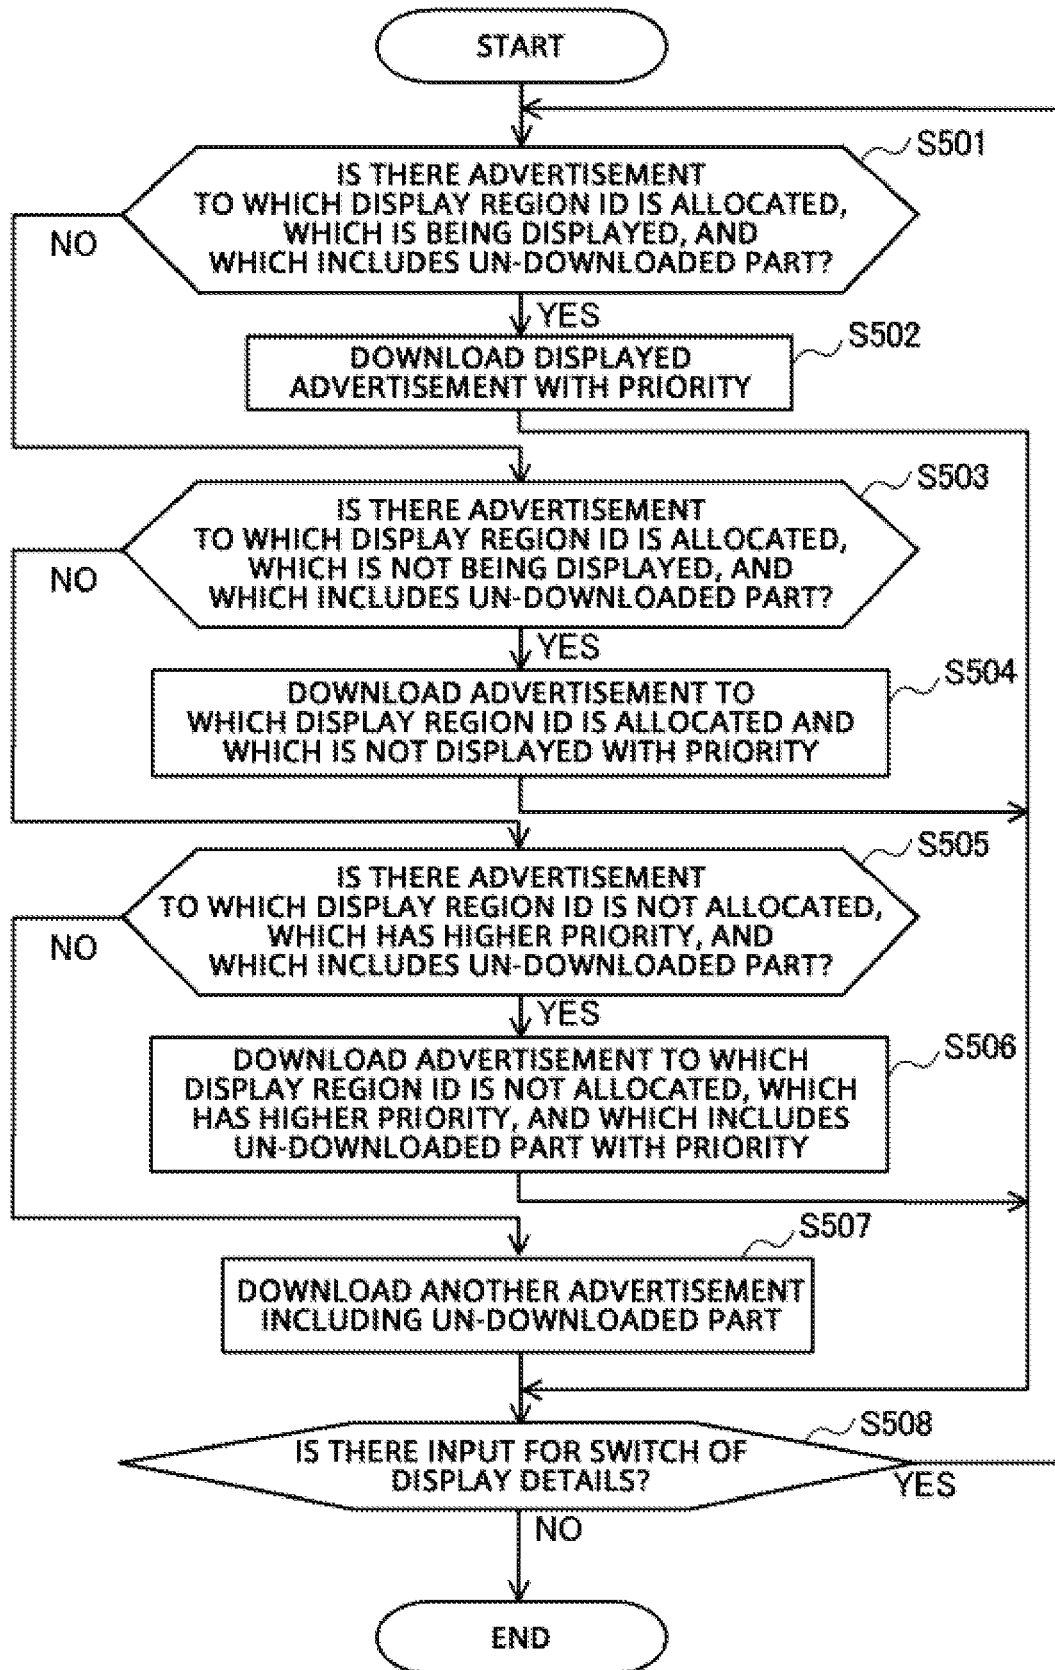 START
S501
IS THERE ADVERTISEMENT
TO WHICH DISPLAY REGION ID IS ALLOCATED,
WHICH IS BEING DISPLAYED, AND
WHICH INCLUDES UN-DOWNLOADED PART?
NO
YES
S502
DOWNLOAD DISPLAYED
ADVERTISEMENT WITH PRIORITY
S503
IS THERE ADVERTISEMENT
TO WHICH DISPLAY REGION ID IS ALLOCATED,
WHICH IS NOT BEING DISPLAYED, AND
WHICH INCLUDES UN-DOWNLOADED PART?
NO
YES
S504
DOWNLOAD ADVERTISEMENT TO
WHICH DISPLAY REGION ID IS ALLOCATED AND
WHICH IS NOT DISPLAYED WITH PRIORITY
S505
IS THERE ADVERTISEMENT
TO WHICH DISPLAY REGION ID IS NOT ALLOCATED,
WHICH HAS HIGHER PRIORITY, AND
WHICH INCLUDES UN-DOWNLOADED PART?
NO
YES
S506
DOWNLOAD ADVERTISEMENT TO WHICH
DISPLAY REGION ID IS NOT ALLOCATED, WHICH
HAS HIGHER PRIORITY, AND WHICH INCLUDES
UN-DOWNLOADED PART WITH PRIORITY
S507
DOWNLOAD ANOTHER ADVERTISEMENT
INCLUDING UN-DOWNLOADED PART
S508
IS THERE INPUT FOR SWITCH OF
DISPLAY DETAILS?
YES
NO
END